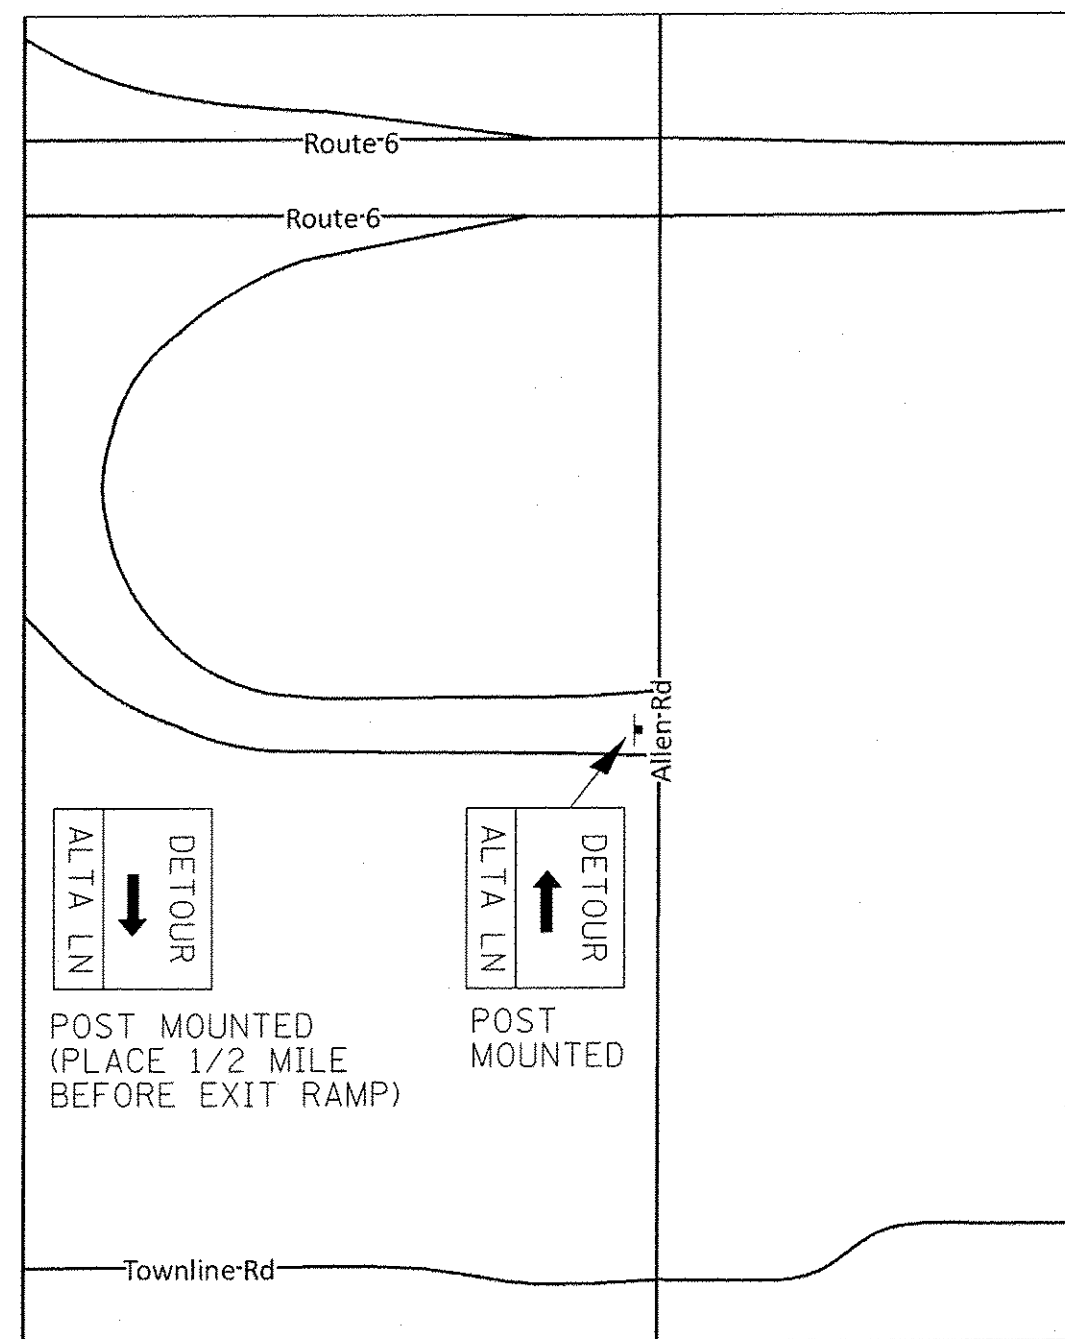 Route 6
Route 6
Allen Rd
DETOUR
ALTA LN
POST MOUNTED
(PLACE 1/2 MILE
BEFORE EXIT RAMP)
DETOUR
ALTA LN
POST
MOUNTED
Townline Rd